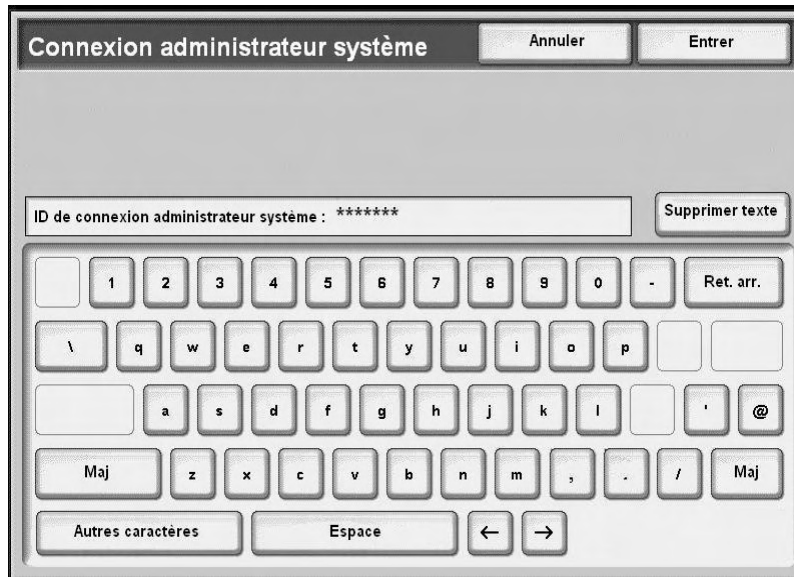 Connexion administrateur système Annuler Entrer
ID de connexion administrateur système : ******* Supprimer texte
1 2 3 4 5 6 7 8 9 0 - Ret. arr.
\ q w e r t y u i o p
a s d f g h j k l ' @
Maj z x c v b n m , . / Maj
Autres caractères Espace ← →